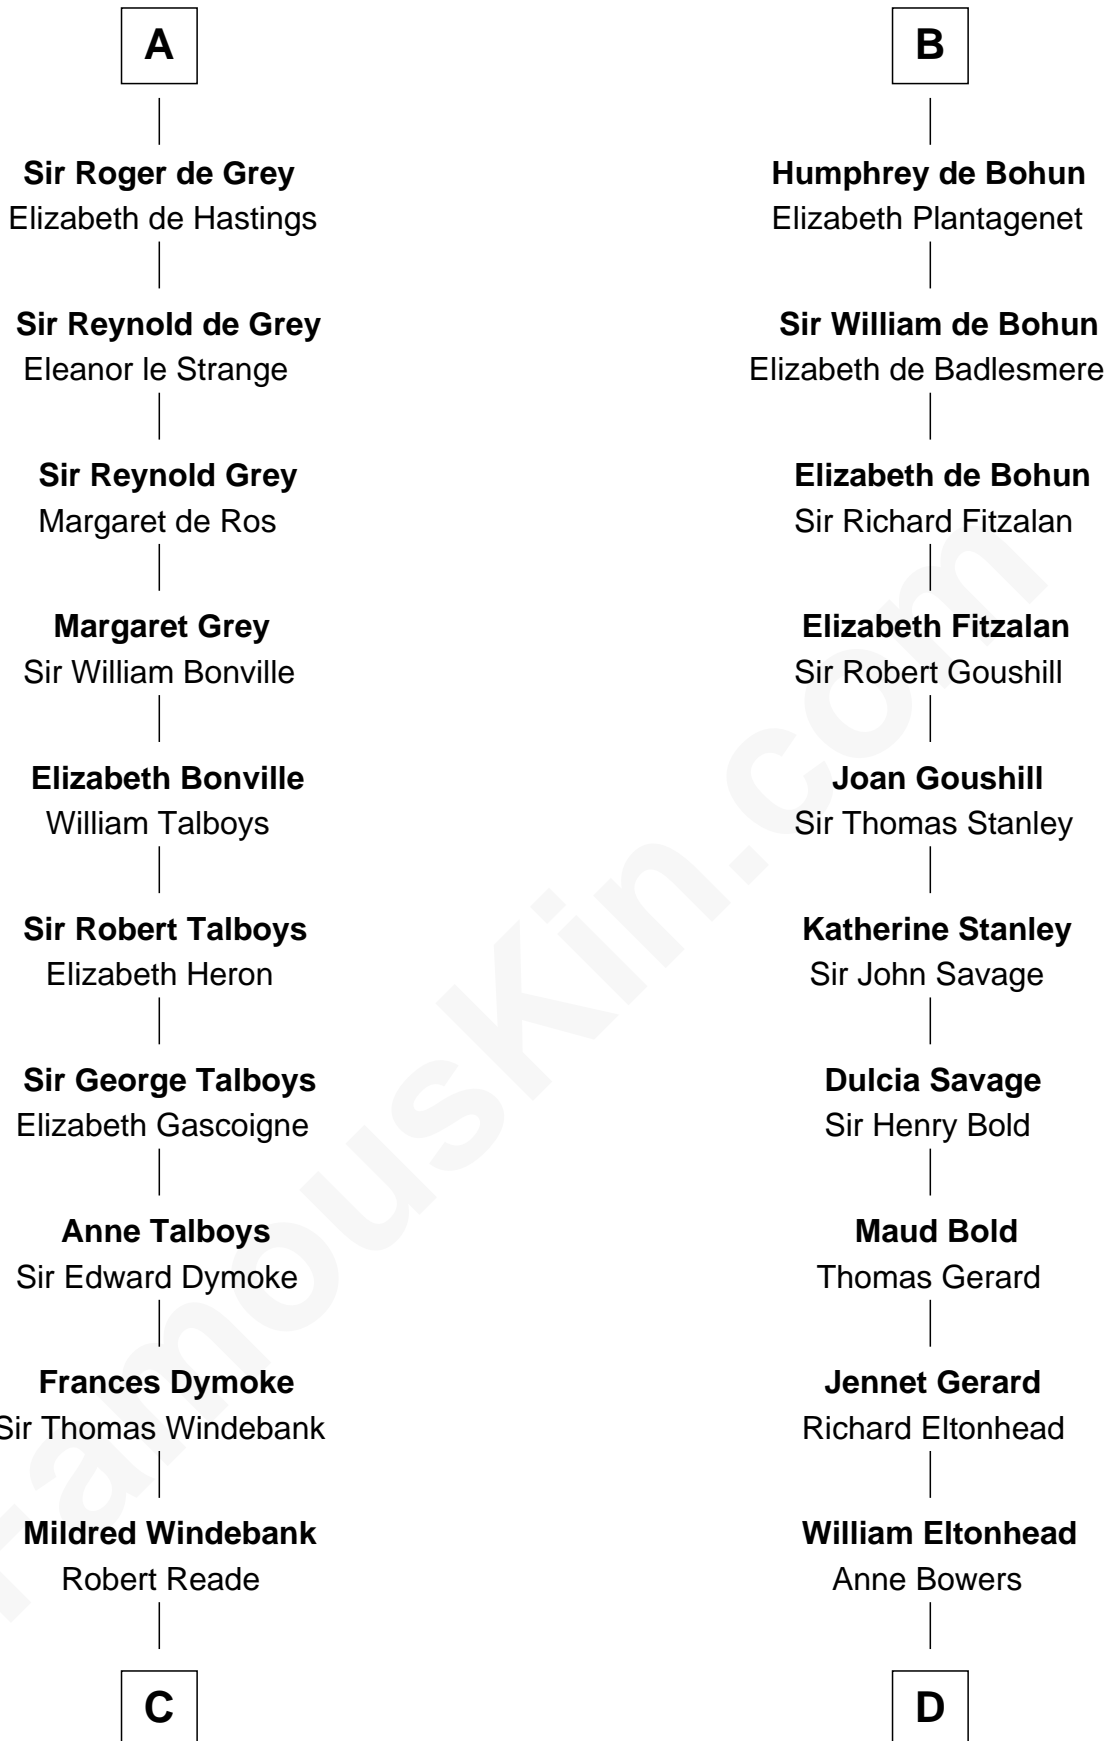 A
Sir Roger de Grey
Elizabeth de Hastings
Sir Reynold de Grey
Eleanor le Strange
Sir Reynold Grey
Margaret de Ros
Margaret Grey
Sir William Bonville
Elizabeth Bonville
William Talboys
Sir Robert Talboys
Elizabeth Heron
Sir George Talboys
Elizabeth Gascoigne
Anne Talboys
Sir Edward Dymoke
Frances Dymoke
Sir Thomas Windebank
Mildred Windebank
Robert Reade
C
B
Humphrey de Bohun
Elizabeth Plantagenet
Sir William de Bohun
Elizabeth de Badlesmere
Elizabeth de Bohun
Sir Richard Fitzalan
Elizabeth Fitzalan
Sir Robert Goushill
Joan Goushill
Sir Thomas Stanley
Katherine Stanley
Sir John Savage
Dulcia Savage
Sir Henry Bold
Maud Bold
Thomas Gerard
Jennet Gerard
Richard Eltonhead
William Eltonhead
Anne Bowers
D
FamousKin.com